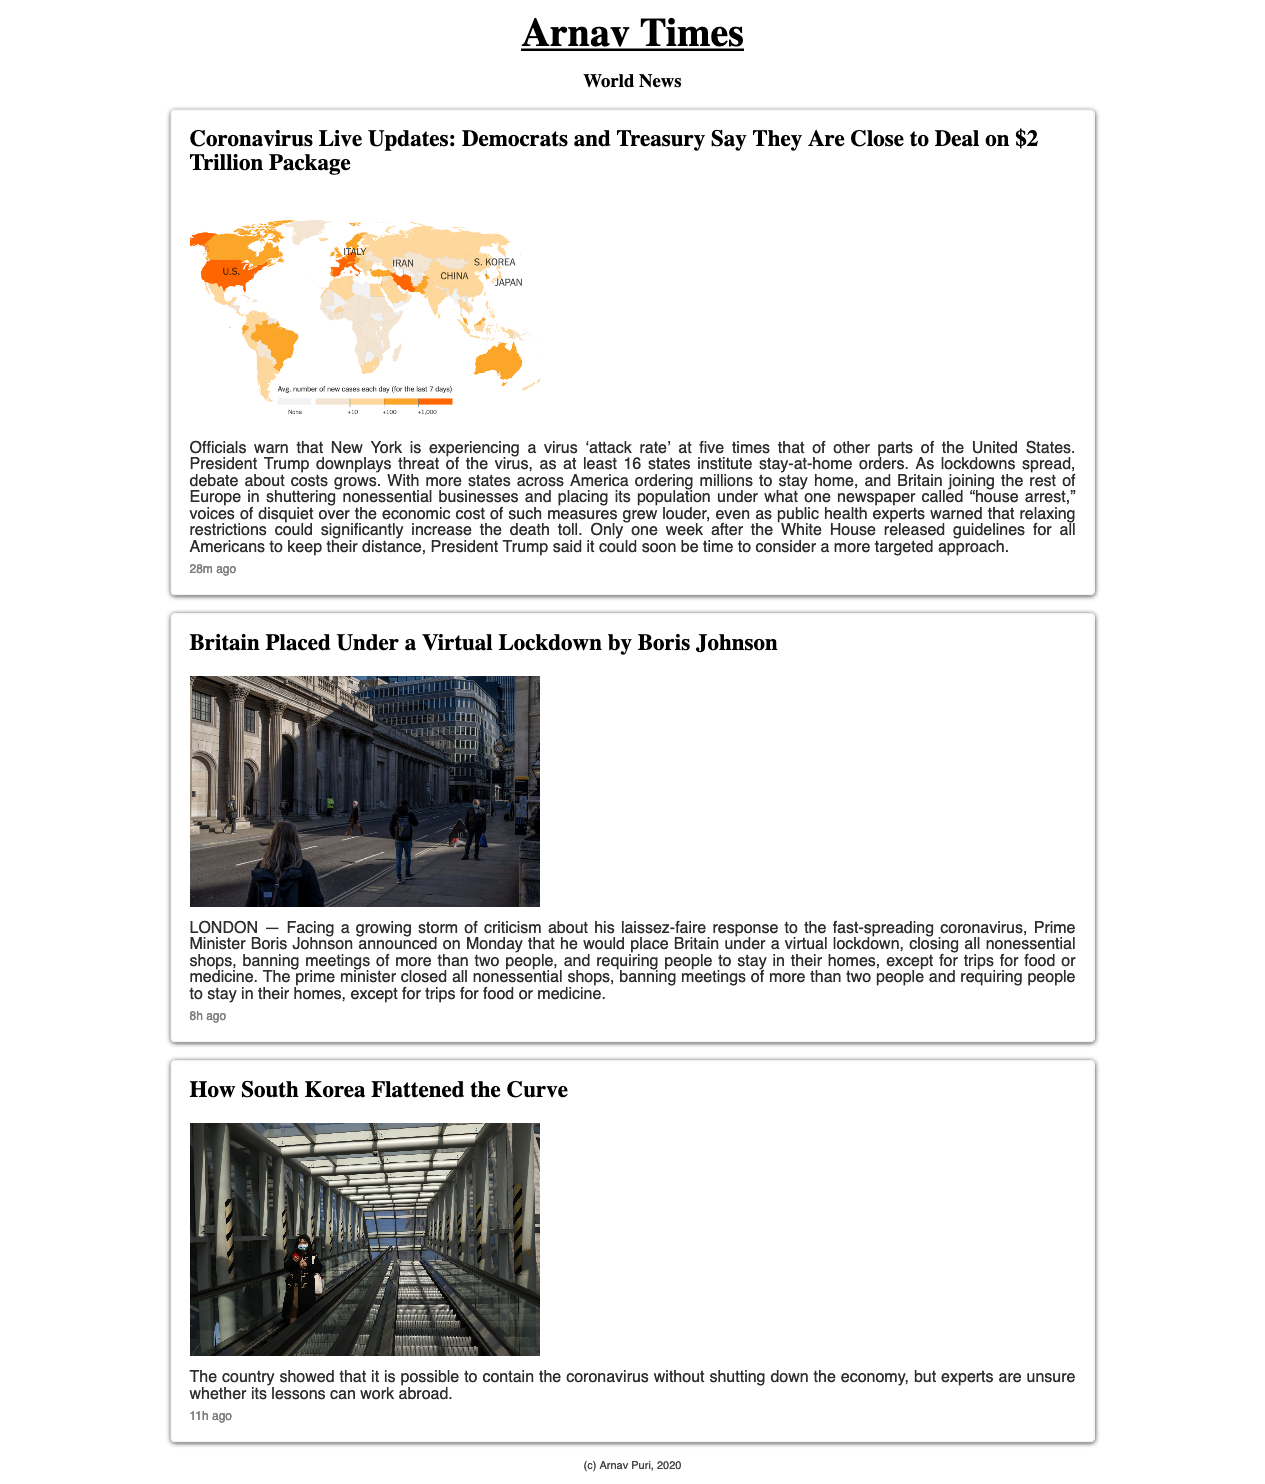 Arnav Times
World News
Coronavirus Live Updates: Democrats and Treasury Say They Are Close to Deal on $2
Trillion Package
ITALY
IRAN
S. KOREA
U.S.
CHINA
JAPAN
Avg. number of new cases each day (for the last 7 days)
None +10 +100 +1,000
Officials warn that New York is experiencing a virus ‘attack rate’ at five times that of other parts of the United States.
President Trump downplays threat of the virus, as at least 16 states institute stay-at-home orders. As lockdowns spread,
debate about costs grows. With more states across America ordering millions to stay home, and Britain joining the rest of
Europe in shuttering nonessential businesses and placing its population under what one newspaper called “house arrest,”
voices of disquiet over the economic cost of such measures grew louder, even as public health experts warned that relaxing
restrictions could significantly increase the death toll. Only one week after the White House released guidelines for all
Americans to keep their distance, President Trump said it could soon be time to consider a more targeted approach.
28m ago
Britain Placed Under a Virtual Lockdown by Boris Johnson
LONDON — Facing a growing storm of criticism about his laissez-faire response to the fast-spreading coronavirus, Prime
Minister Boris Johnson announced on Monday that he would place Britain under a virtual lockdown, closing all nonessential
shops, banning meetings of more than two people, and requiring people to stay in their homes, except for trips for food or
medicine. The prime minister closed all nonessential shops, banning meetings of more than two people and requiring people
to stay in their homes, except for trips for food or medicine.
8h ago
How South Korea Flattened the Curve
The country showed that it is possible to contain the coronavirus without shutting down the economy, but experts are unsure
whether its lessons can work abroad.
11h ago
(c) Arnav Puri, 2020